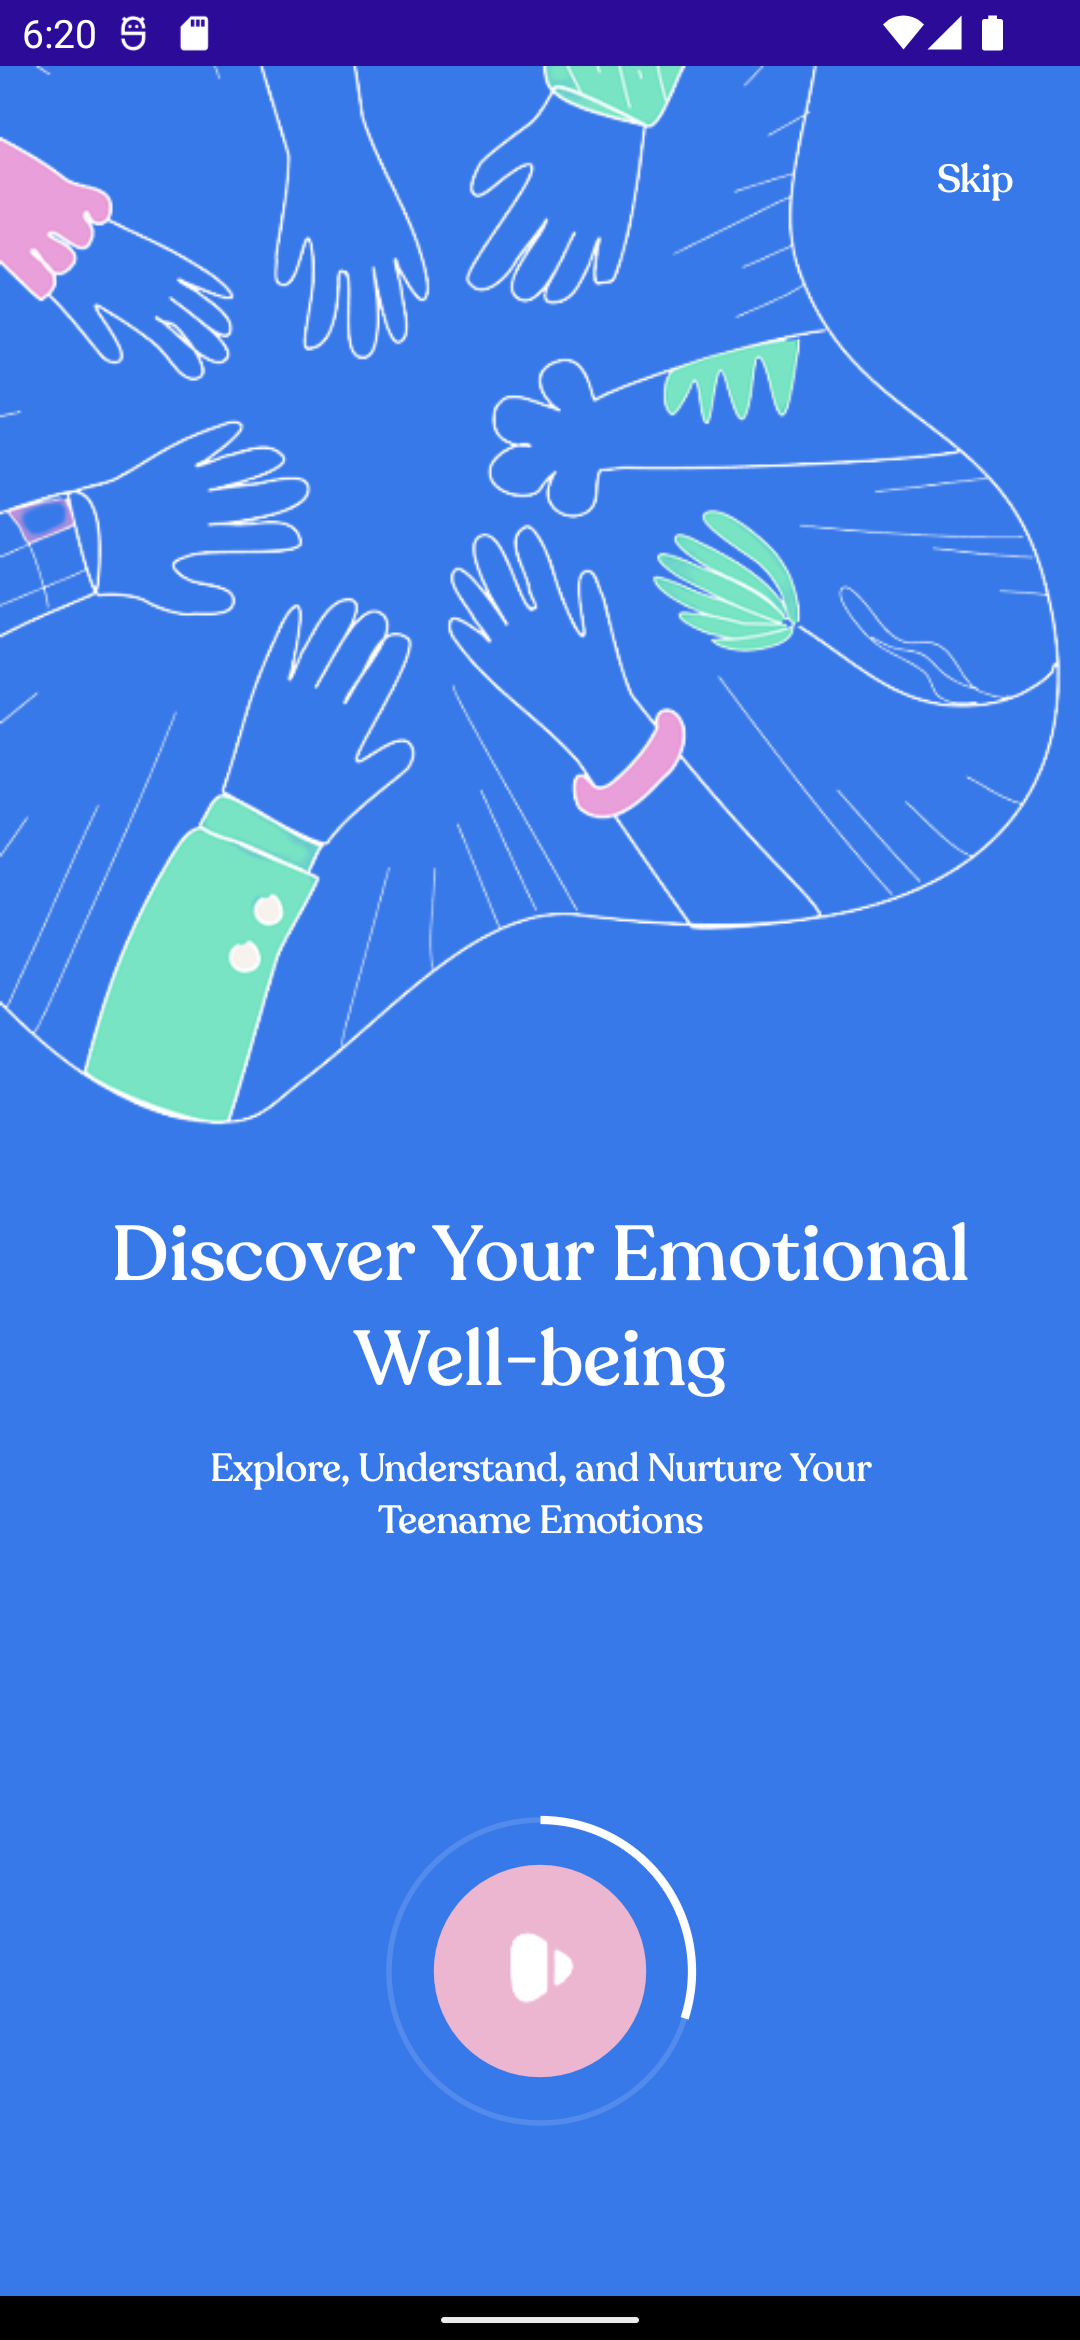 6:20
Skip
Discover Your Emotional
Well-being
Explore, Understand, and Nurture Your
Teename Emotions